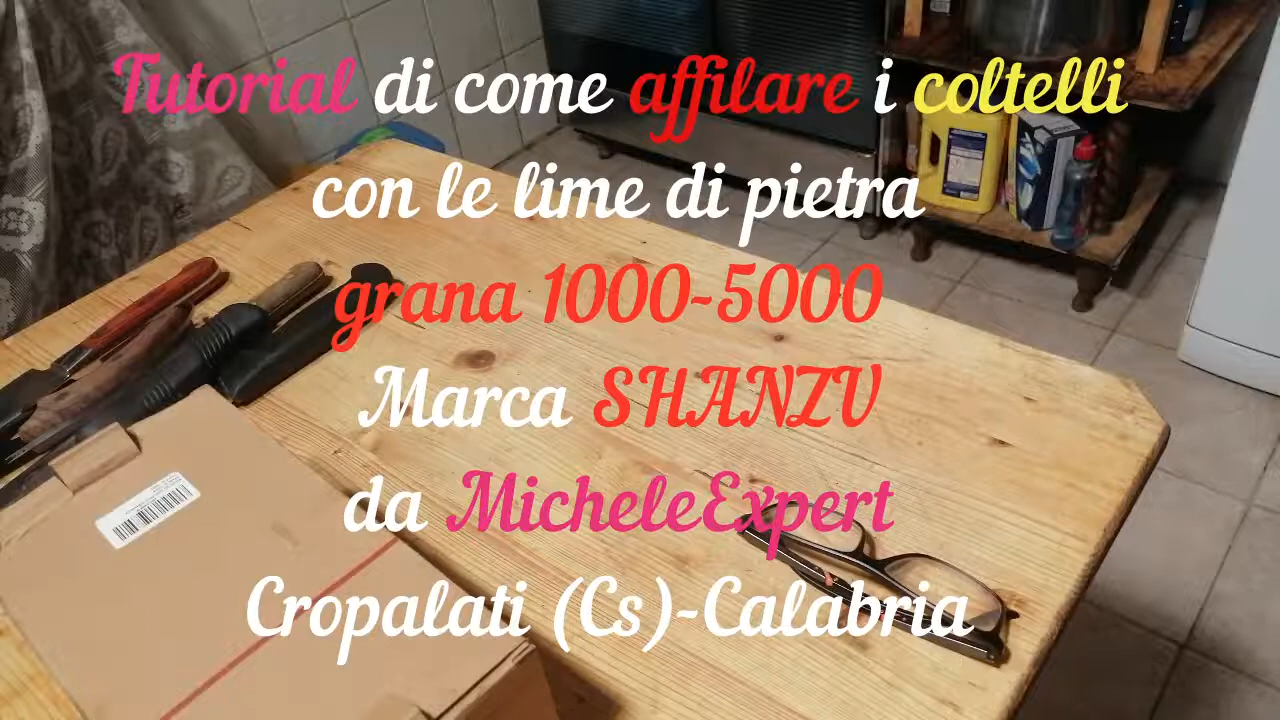 Tutorial di come affilare i coltelli
con le lime di pietra
grana 1000-5000
Marca SHANZU
da MicheleExpert
Cropalati (Cs)-Calabria